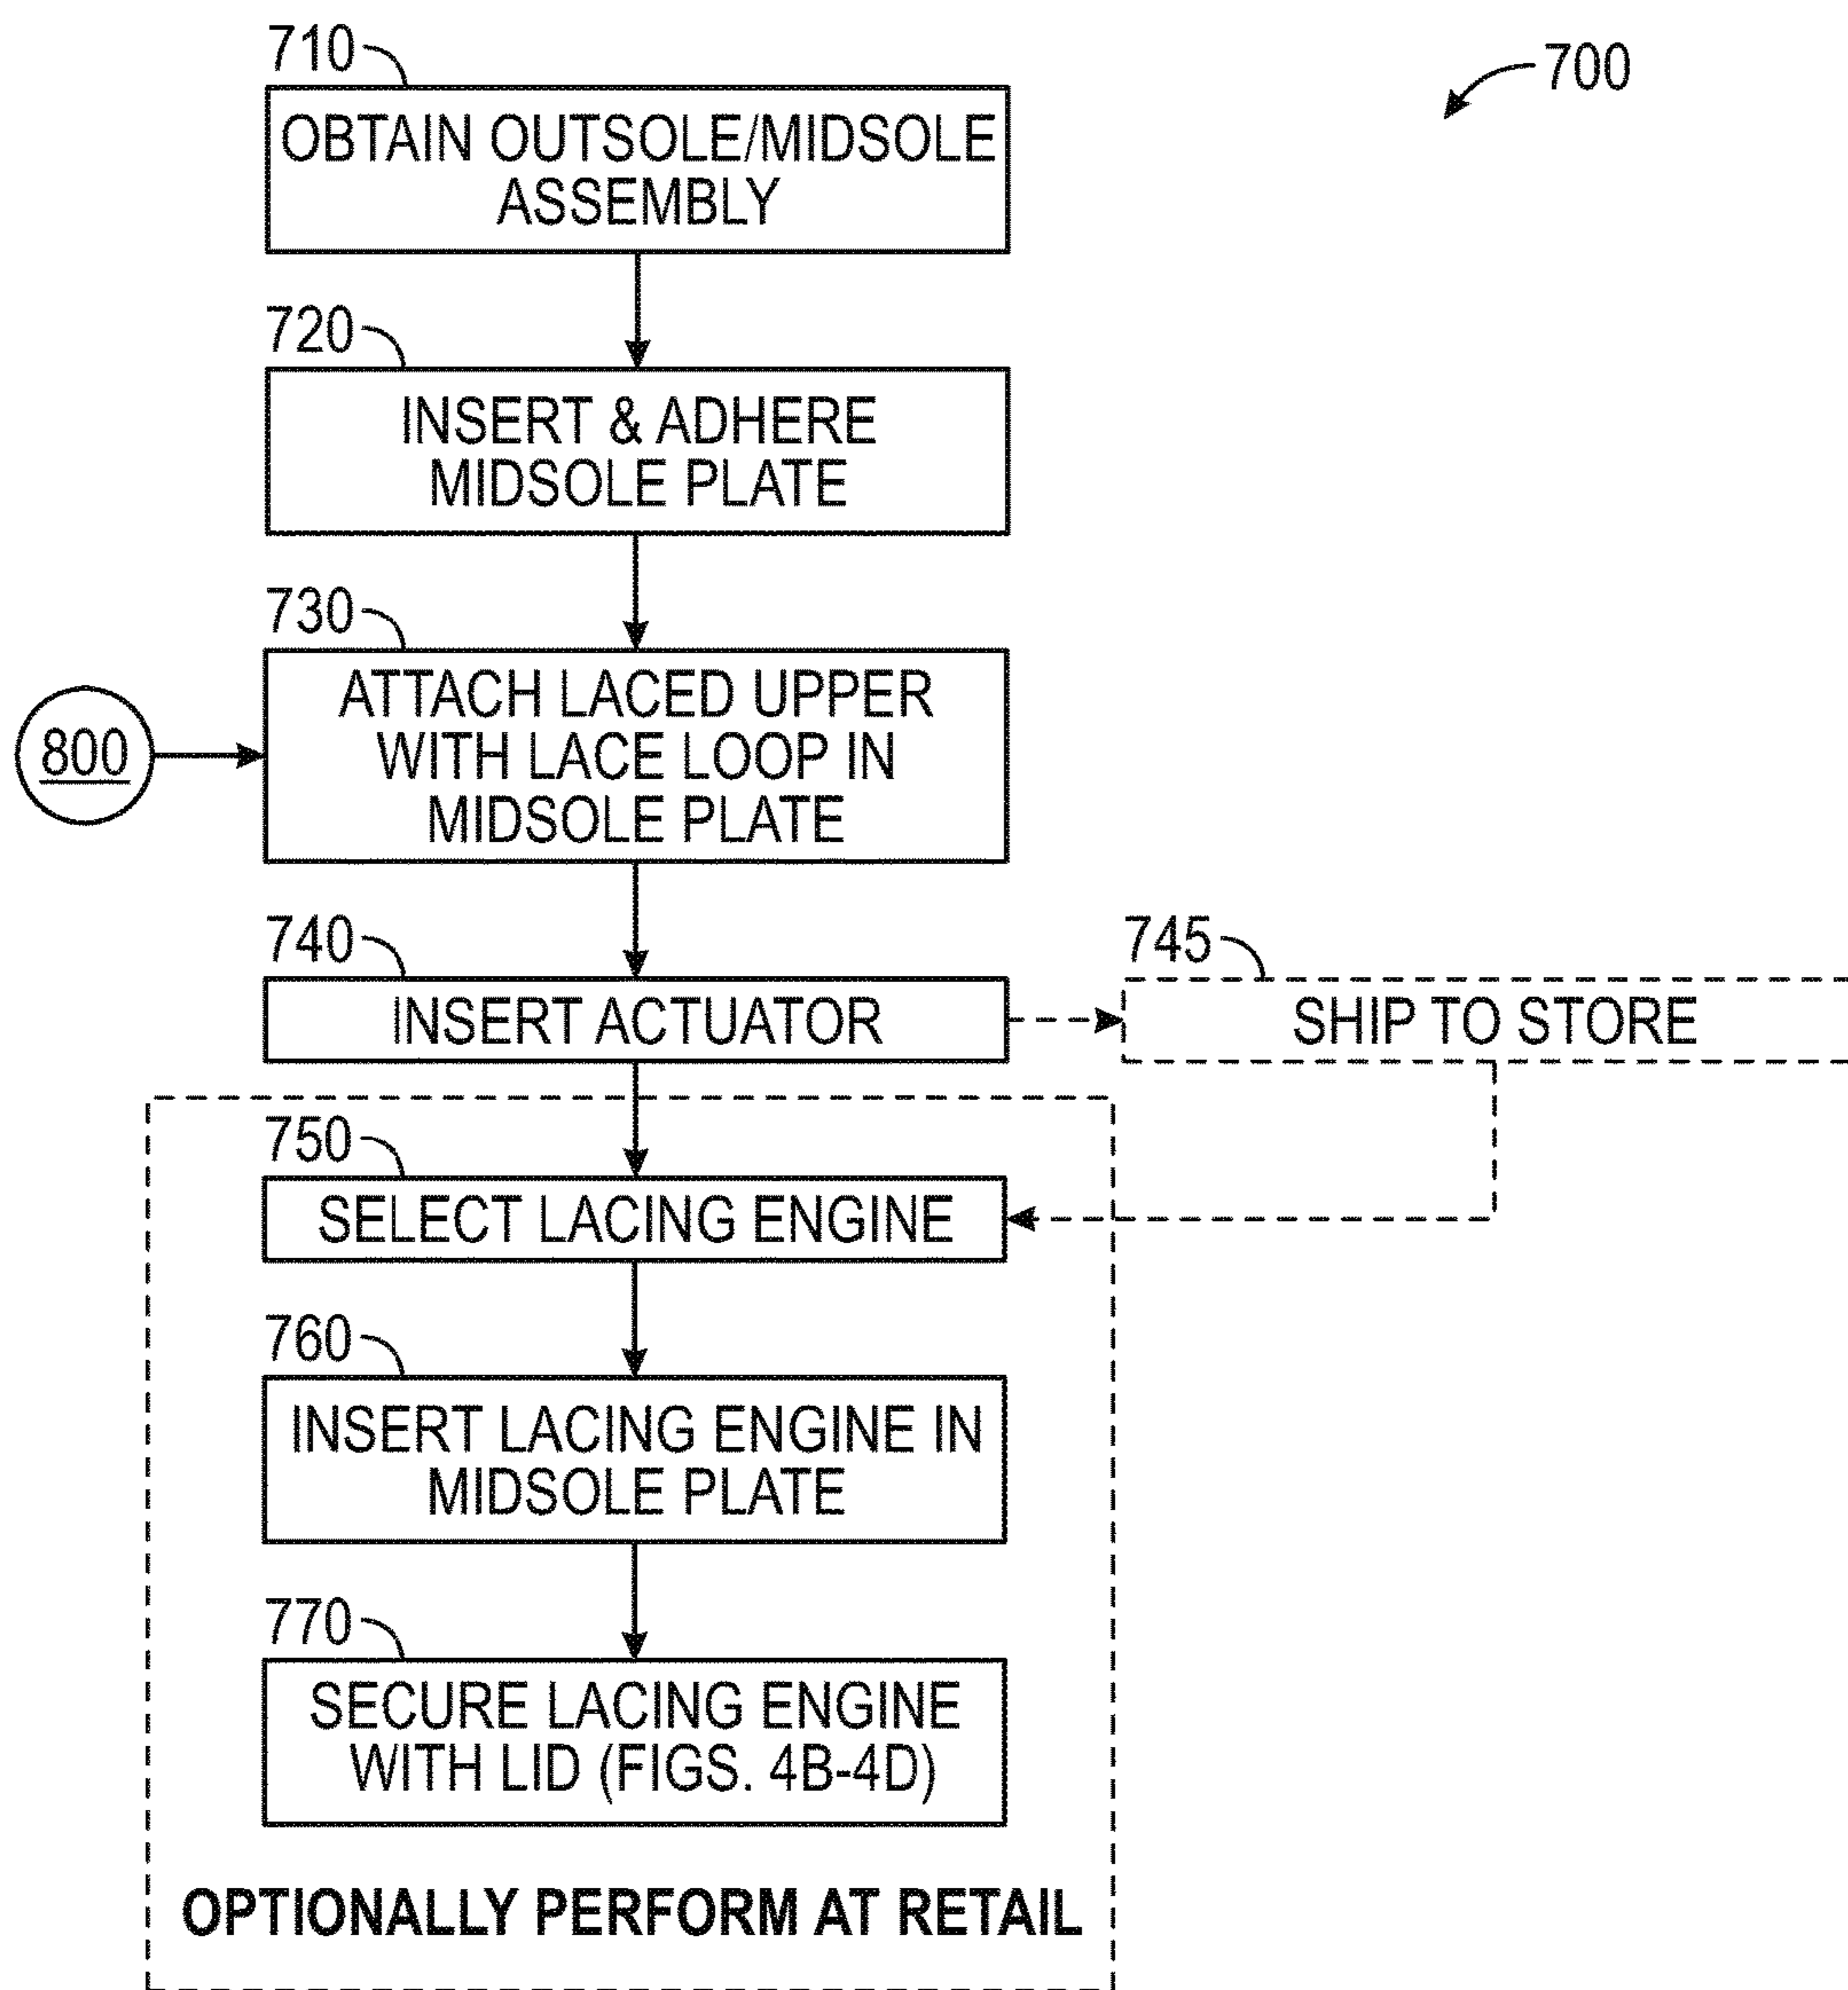 710
700
OBTAIN OUTSOLE/MIDSOLE
ASSEMBLY
720
INSERT & ADHERE
MIDSOLE PLATE
730
800
ATTACH LACED UPPER
WITH LACE LOOP IN
MIDSOLE PLATE
740
745
INSERT ACTUATOR
SHIP TO STORE
750
SELECT LACING ENGINE
760
INSERT LACING ENGINE IN
MIDSOLE PLATE
770
SECURE LACING ENGINE
WITH LID (FIGS. 4B-4D)
OPTIONALLY PERFORM AT RETAIL